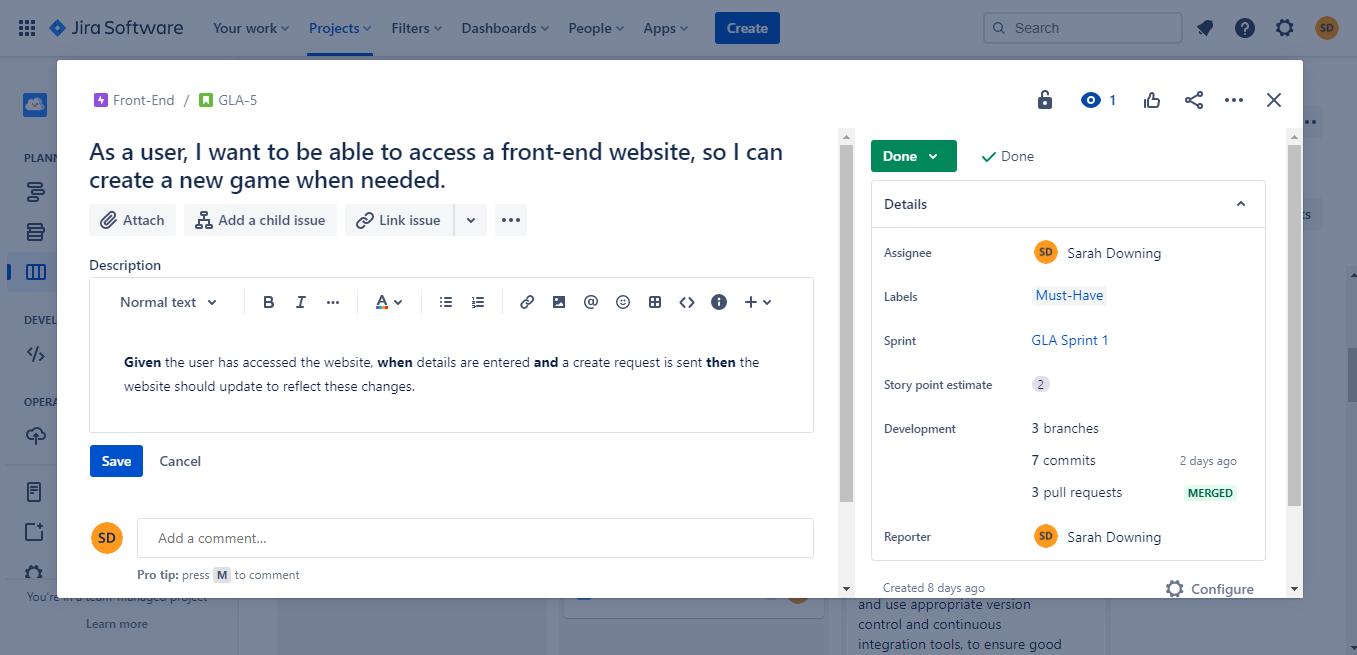 Jira Software
Your work
Projects
Filters
Dashboards
People
Apps
Create
Search
SD
Front-End / GLA-5
1
As a user, I want to be able to access a front-end website, so I can
create a new game when needed.
Attach
Add a child issue
Link issue
Description
Normal text
B I A @
Given the user has accessed the website, when details are entered and a create request is sent then the
website should update to reflect these changes.
Save
Cancel
SD
Add a comment...
Pro tip: press M to comment
Done
Done
Details
Assignee
SD Sarah Downing
Labels
Must-Have
Sprint
GLA Sprint 1
Story point estimate
2
Development
3 branches
7 commits
2 days ago
3 pull requests
MERGED
Reporter
SD Sarah Downing
Created 8 days ago
Configure
PLANN
DEVEL
OPERA
You're in a team-managed project
Learn more
and use appropriate version
control and continuous
integration tools, to ensure good